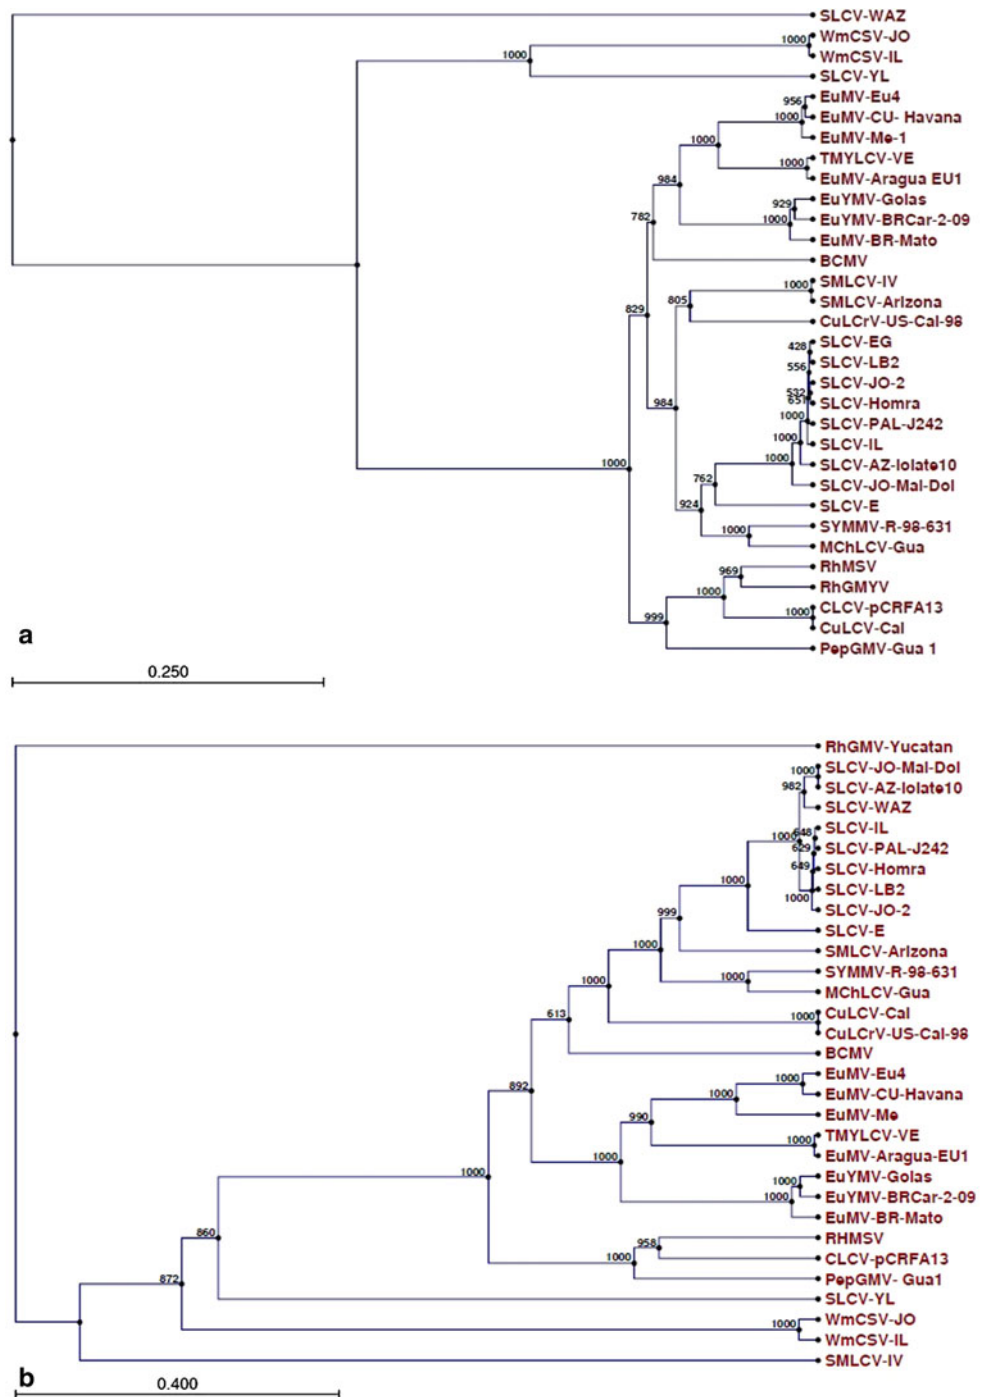 SLCV-WAZ
1000 WmCSV-JO
1000 WmCSV-IL
SLCV-YL
956 EuMV-Eu4
1000 EuMV-CU- Havana
1000 EuMV-Me-1
1000 TMYLCV-VE
984 EuMV-Aragua EU1
929 EuYMV-Goias
782 1000 EuYMV-BRCar-2-09
EuMV-BR-Mato
BCMV
1000 SMLCV-IV
805 SMLCV-Arizona
829 CuLCrV-US-Cal-98
428 SLCV-EG
556 SLCV-LB2
532 SLCV-JO-2
984 651 SLCV-Homra
1000 SLCV-PAL-J242
1000 SLCV-IL
1000 1000 SLCV-AZ-Iolate10
762 SLCV-JO-Mal-Dol
924 SLCV-E
1000 SYMMV-R-98-631
MChLCV-Gua
969 RhMSV
1000 RhGMYV
999 1000 CLCV-pCRFA13
CuLCV-Cal
a PepGMV-Gua 1
0.250
RhGMV-Yucatan
1000 SLCV-JO-Mal-Dol
982 SLCV-AZ-Iolate10
SLCV-WAZ
1000 648 SLCV-IL
629 SLCV-PAL-J242
649 SLCV-Homra
1000 SLCV-LB2
1000 SLCV-JO-2
999 SLCV-E
1000 SMLCV-Arizona
1000 1000 SYMMV-R-98-631
MChLCV-Gua
613 1000 CuLCV-Cal
CuLCrV-US-Cal-98
BCMV
892 1000 EuMV-Eu4
1000 EuMV-CU-Havana
990 EuMV-Me
1000 TMYLCV-VE
1000 EuMV-Aragua-EU1
1000 1000 EuYMV-Goias
1000 EuYMV-BRCar-2-09
EuMV-BR-Mato
860 958 RHMSV
1000 CLCV-pCRFA13
872 PepGMV- Gua1
SLCV-YL
1000 WmCSV-JO
WmCSV-IL
SMLCV-IV
b
0.400